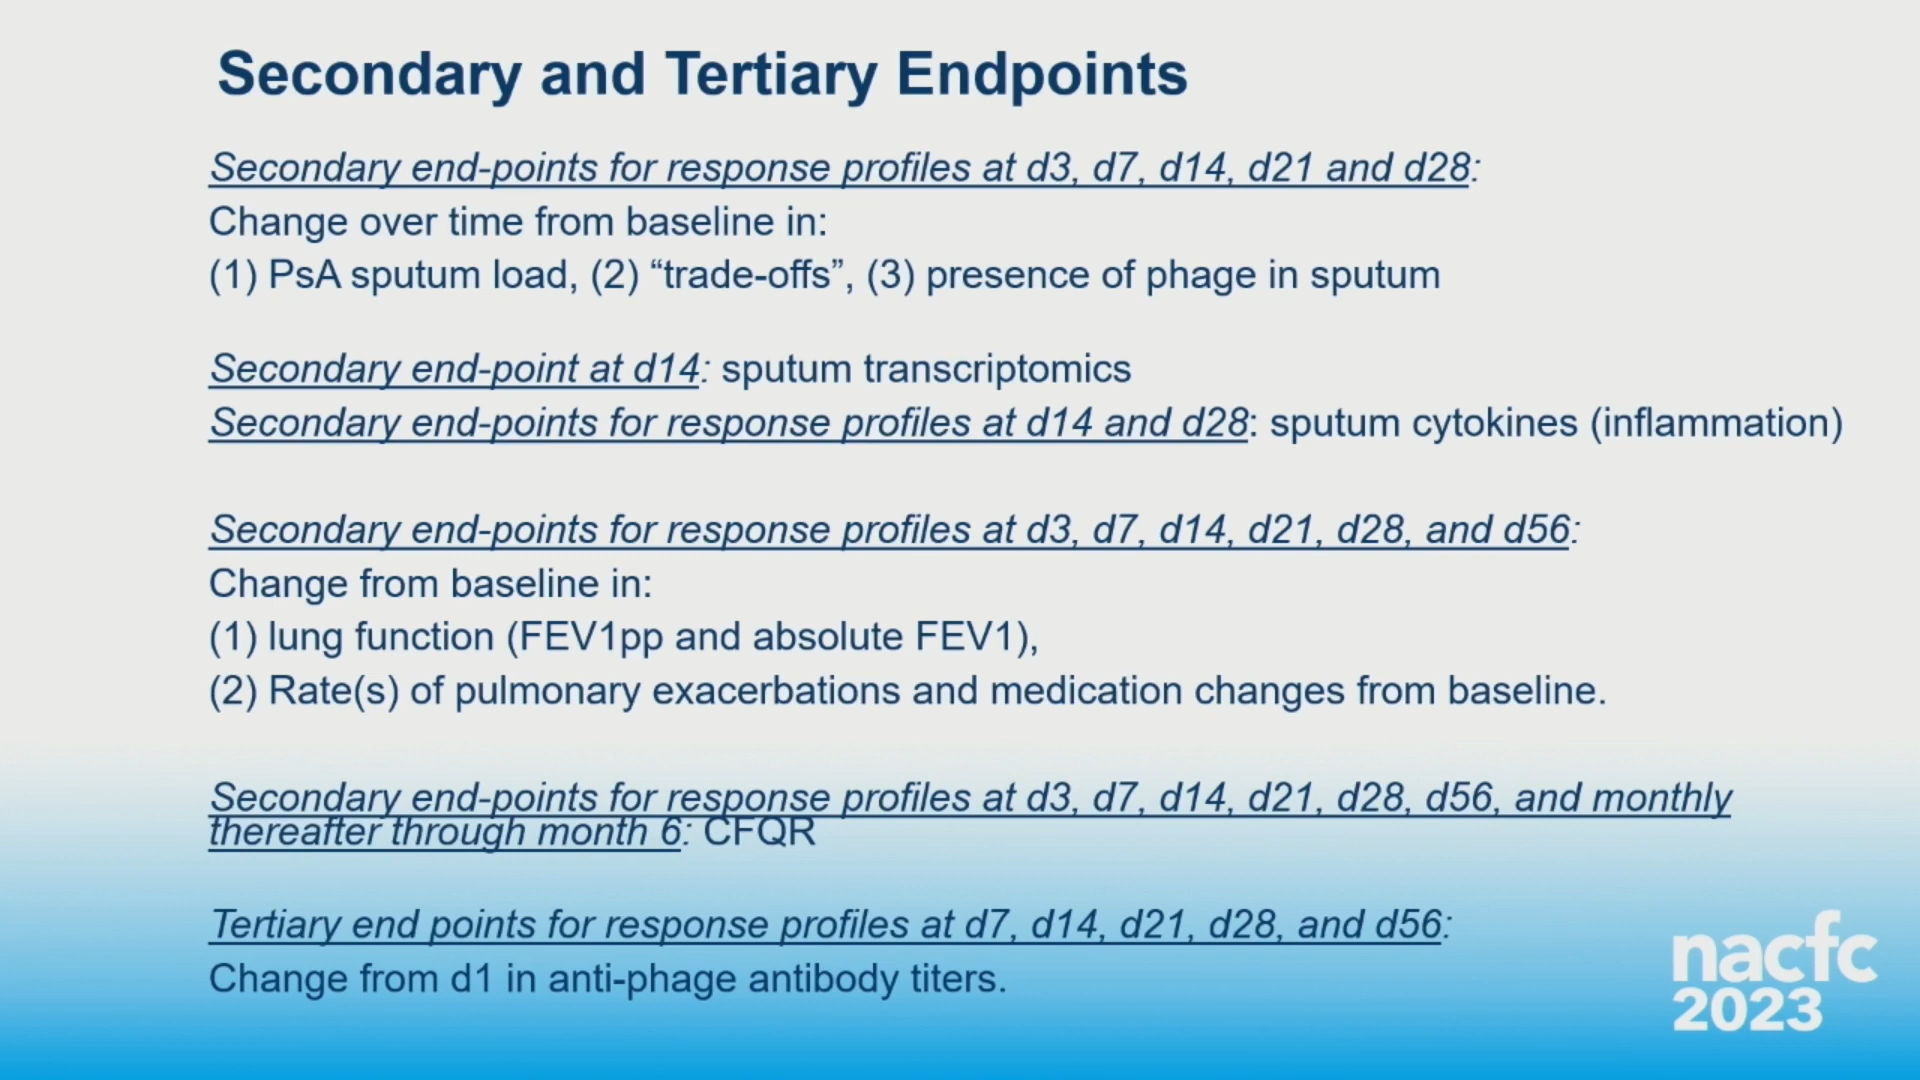 Secondary and Tertiary Endpoints
Secondary end-points for response profiles at d3, d7, d14, d21 and d28:
Change over time from baseline in:
(1) PsA sputum load, (2) “trade-offs”, (3) presence of phage in sputum
Secondary end-point at d14: sputum transcriptomics
Secondary end-points for response profiles at d14 and d28: sputum cytokines (inflammation)
Secondary end-points for response profiles at d3, d7, d14, d21, d28, and d56:
Change from baseline in:
(1) lung function (FEV1pp and absolute FEV1),
(2) Rate(s) of pulmonary exacerbations and medication changes from baseline.
Secondary end-points for response profiles at d3, d7, d14, d21, d28, d56, and monthly
thereafter through month 6: CFQR
Tertiary end points for response profiles at d7, d14, d21, d28, and d56:
Change from d1 in anti-phage antibody titers.
nacfc
2023